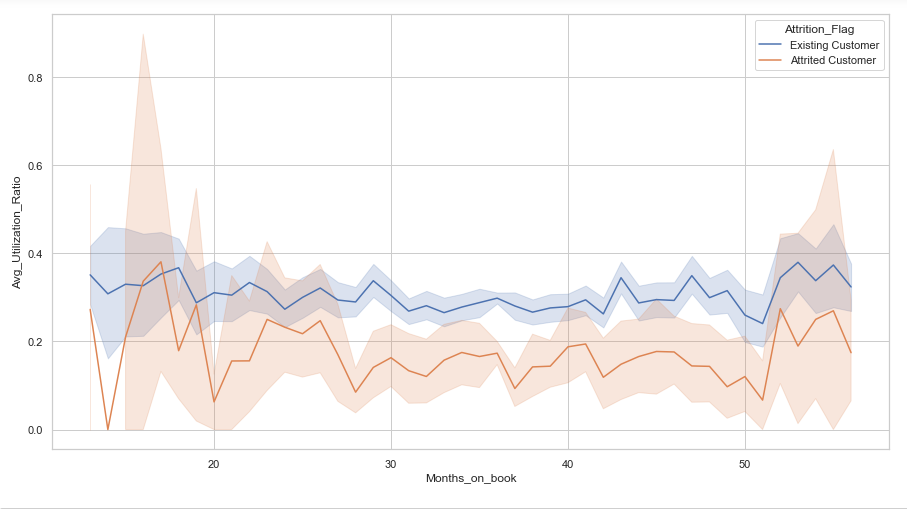 Attrition_Flag
Existing Customer
Attrited Customer
Avg_Utilization_Ratio
0.8
0.6
0.4
0.2
0.0
20 30 40 50
Months_on_book